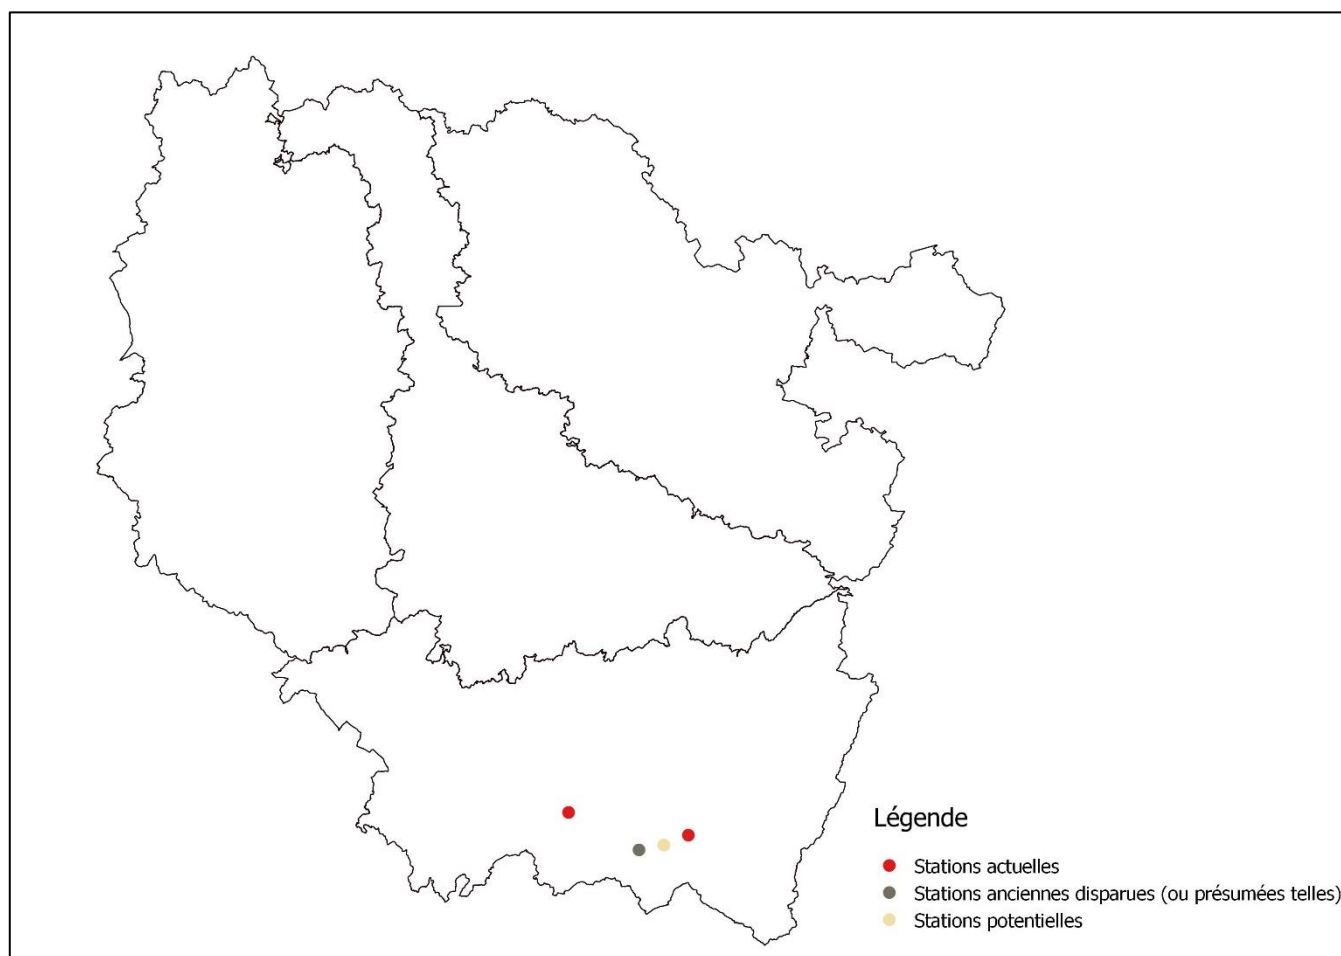 Légende
Stations actuelles
Stations anciennes disparues (ou présumées telles)
Stations potentielles